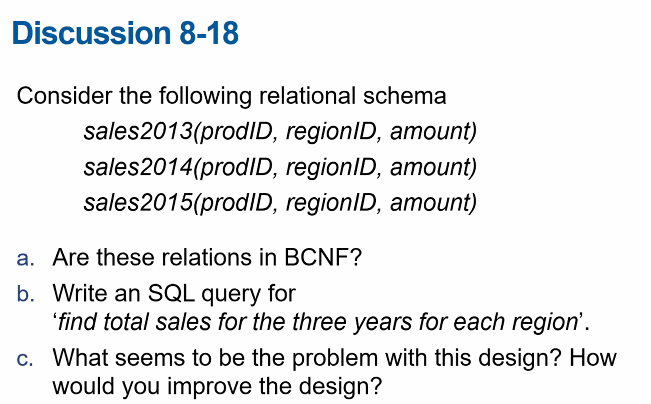 Discussion 8-18
Consider the following relational schema
sales2013(prodID, regionID, amount)
sales2014(prodID, regionID, amount)
sales2015(prodID, regionID, amount)
a. Are these relations in BCNF?
b. Write an SQL query for
‘find total sales for the three years for each region’.
c. What seems to be the problem with this design? How
would you improve the design?